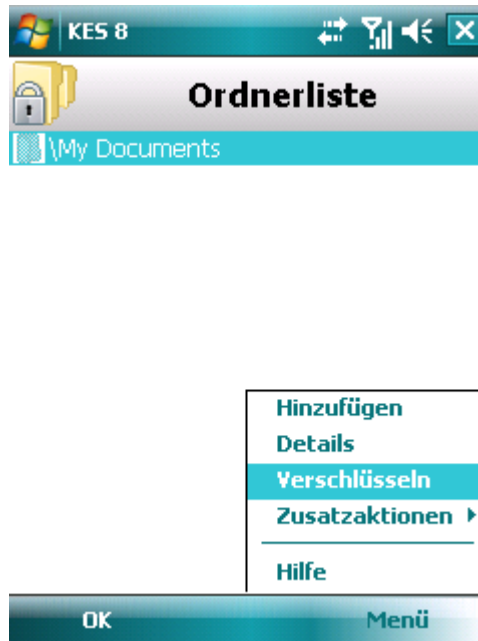 KES 8
Ordnerliste
\My Documents
Hinzufügen
Details
Verschlüsseln
Zusatzaktionen
Hilfe
OK Menü